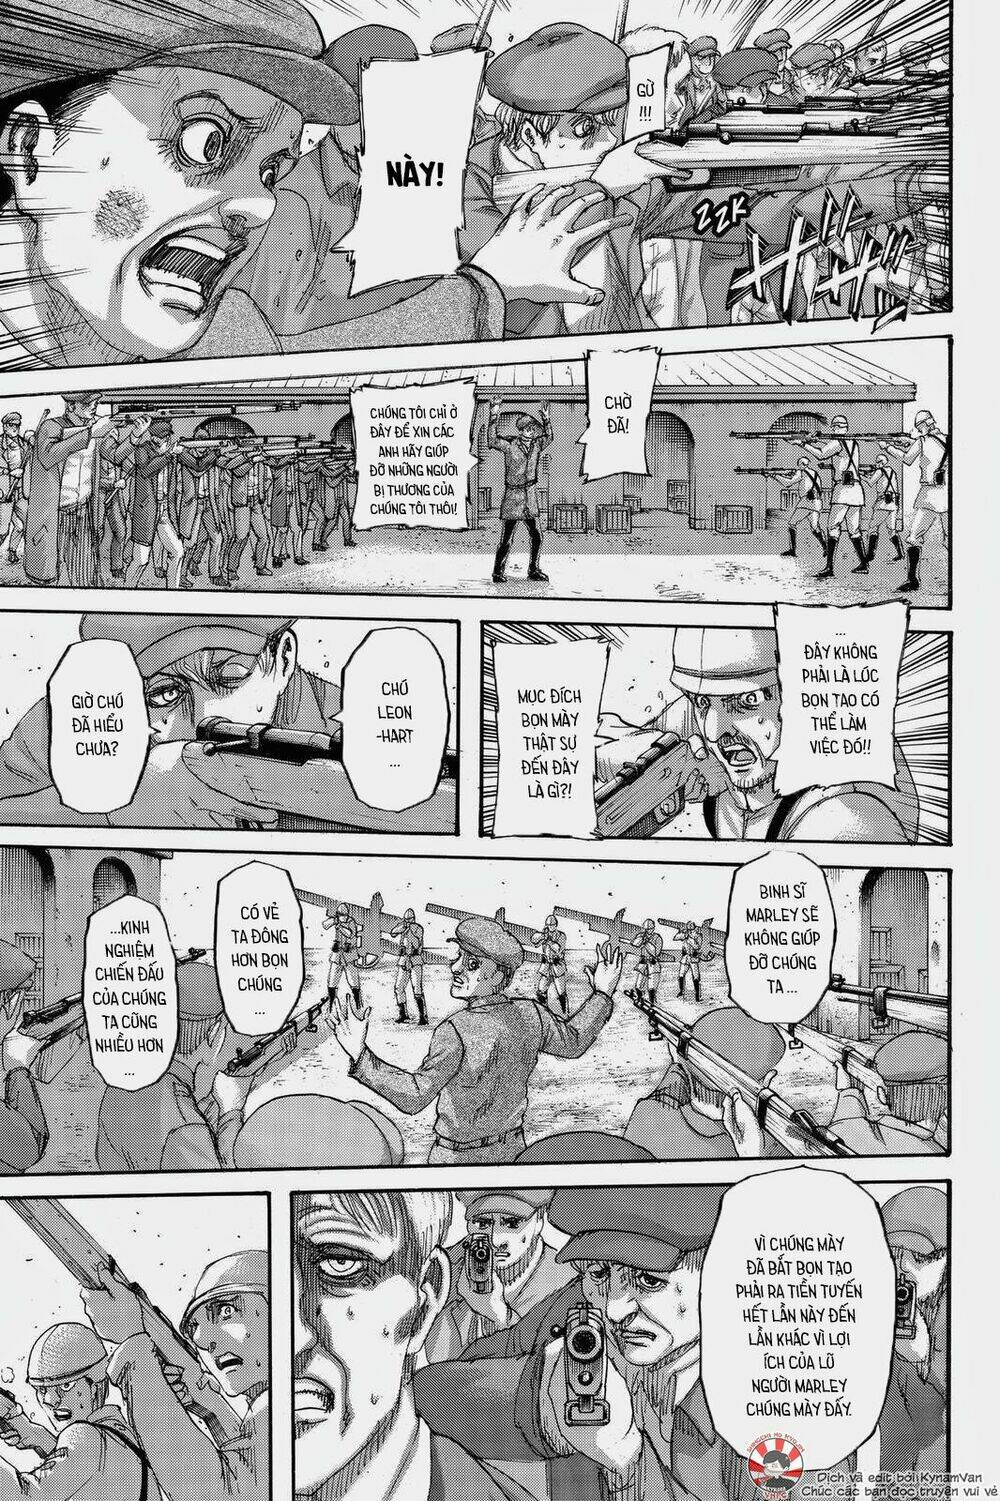 GỪ
!!!
NÀY!
ZZK
ザザッ
CHỜ
ĐÃ!
CHÚNG TÔI CHỈ Ở
ĐÂY ĐỂ XIN CÁC
ANH HÃY GIÚP
ĐỠ NHỮNG NGƯỜI
BỊ THƯƠNG CỦA
CHÚNG TÔI THÔI!
...
ĐÂY KHÔNG
PHẢI LÀ LÚC
BỌN TAO CÓ
THỂ LÀM
VIỆC ĐÓ!!
MỤC ĐÍCH
BỌN MÀY
THẬT SỰ
ĐẾN ĐÂY
LÀ GÌ?!
CHÚ
LEON
-HART
...
GIỜ CHÚ
ĐÃ HIỂU
CHƯA?
BINH SĨ
MARLEY SẼ
KHÔNG GIÚP
ĐỠ CHÚNG
TA ...
CÓ VẺ
TA ĐÔNG
HƠN BỌN
CHÚNG
...
...KINH
NGHIỆM
CHIẾN ĐẤU
CỦA CHÚNG
TA CŨNG
NHIỀU HƠN
...
VÌ CHÚNG MÀY
ĐÃ BẮT BỌN TẠO
PHẢI RA TIỀN TUYẾN
HẾT LẦN NÀY ĐẾN
LẦN KHÁC VÌ LỢI
ÍCH CỦA LŨ
NGƯỜI MARLEY
CHÚNG MÀY ĐẤY.
Dịch và edit bởi KynamVan
Chúc các bạn đọc truyện vui vẻ